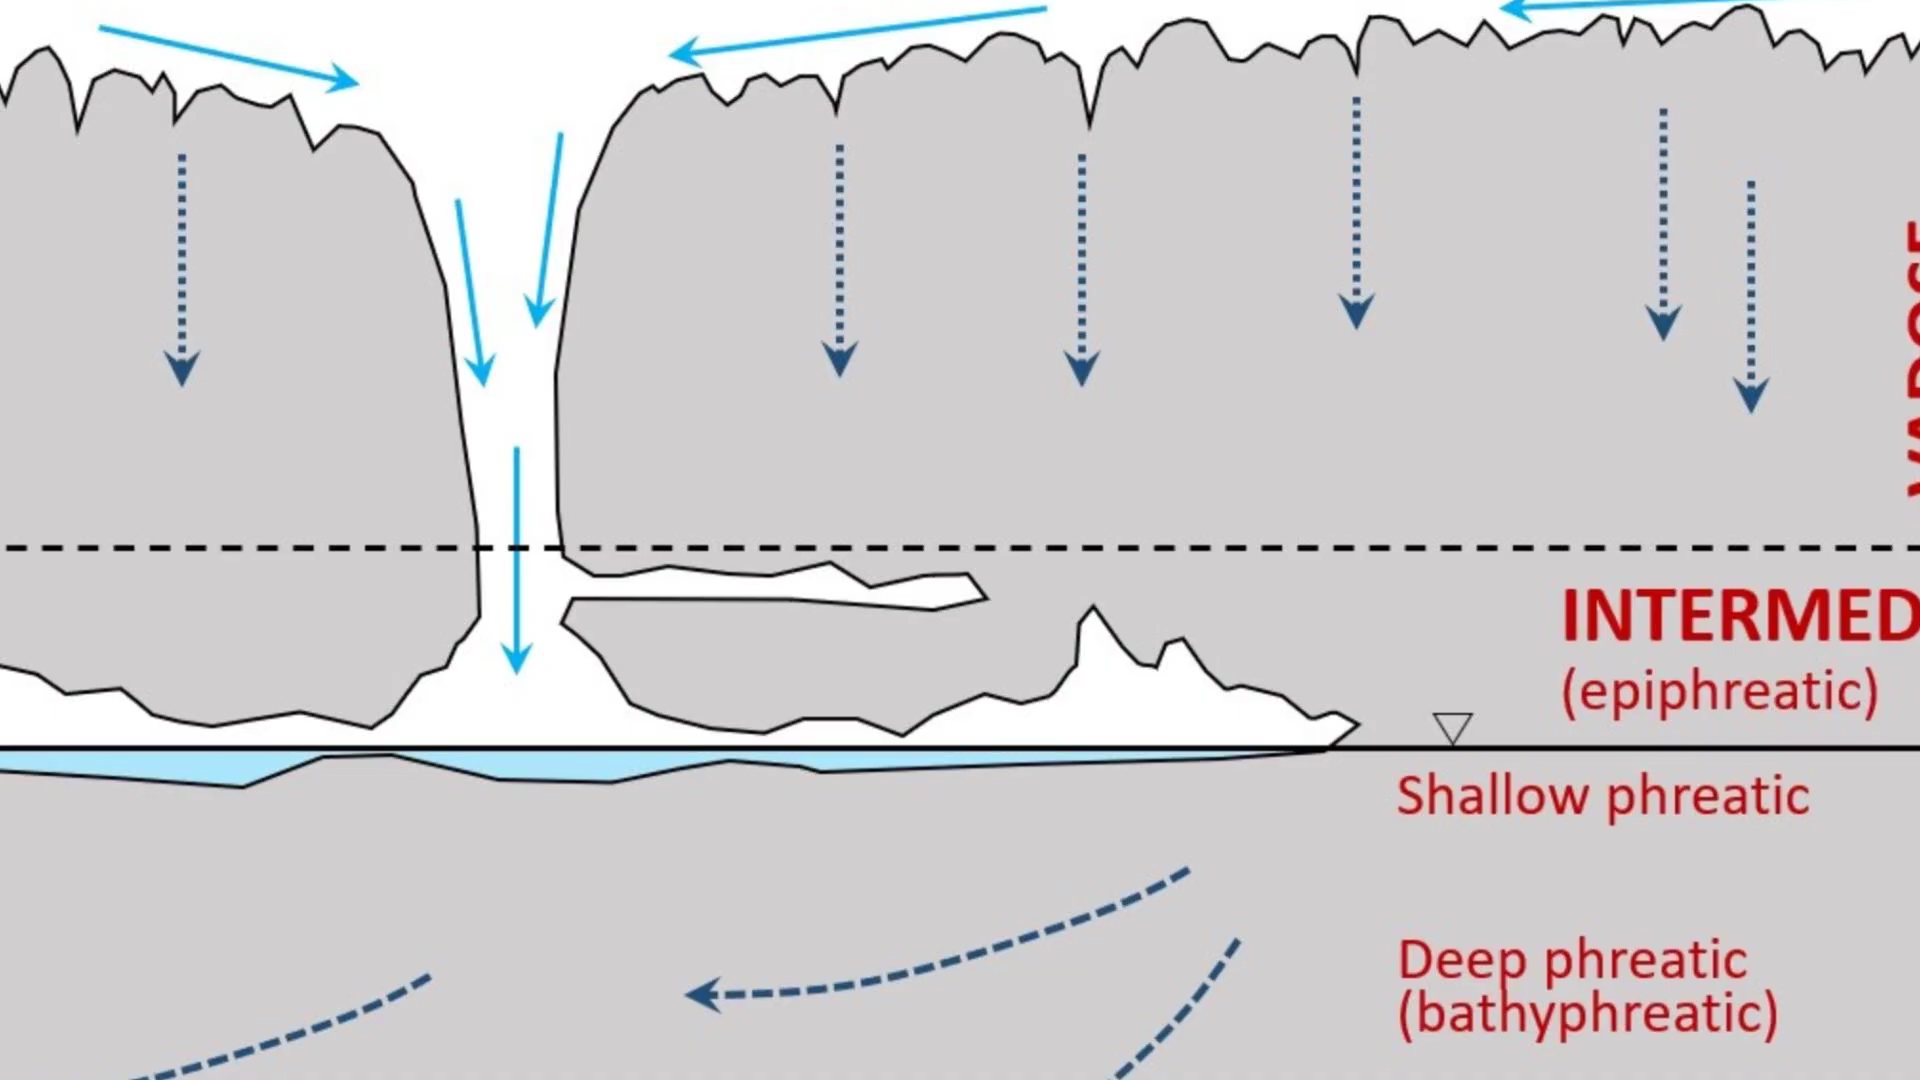 INTERMED
(epiphreatic)
Shallow phreatic
Deep phreatic
(bathyphreatic)